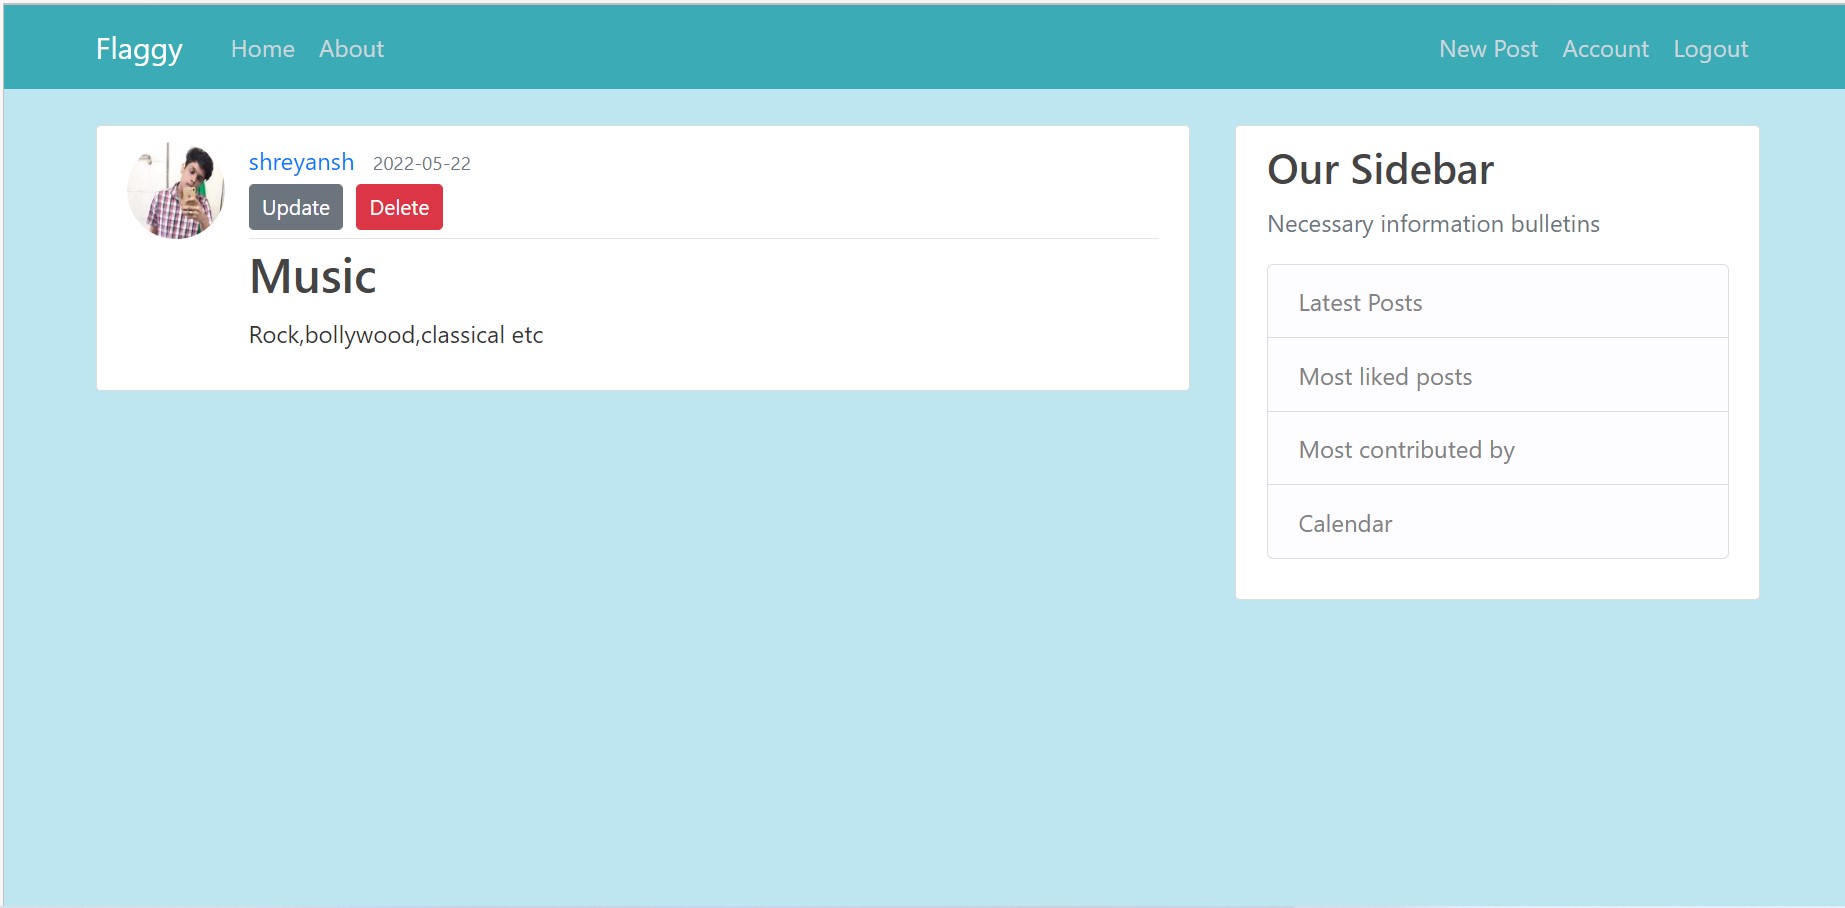 Flaggy Home About New Post Account Logout
shreyansh 2022-05-22
Update Delete
Music
Rock,bollywood,classical etc
Our Sidebar
Necessary information bulletins
Latest Posts
Most liked posts
Most contributed by
Calendar